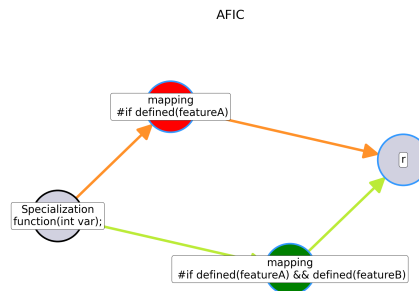 AFIC
mapping
#if defined(featureA)
r
Specialization
function(int var);
mapping
#if defined(featureA) && defined(featureB)